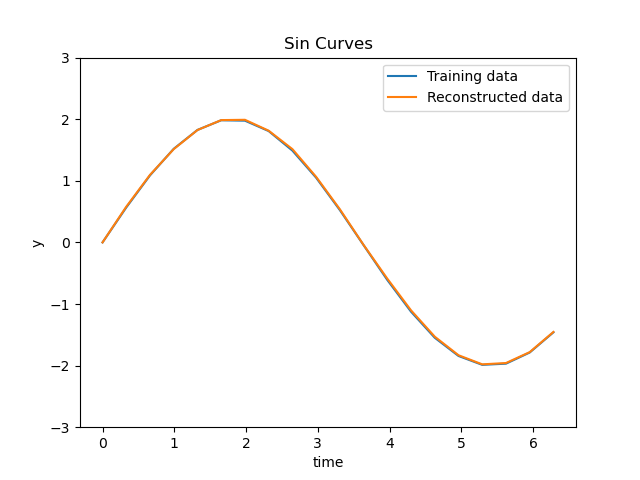 Sin Curves
Training data
Reconstructed data
3
2
1
0
−1
−2
−3
y
0 1 2 3 4 5 6
time